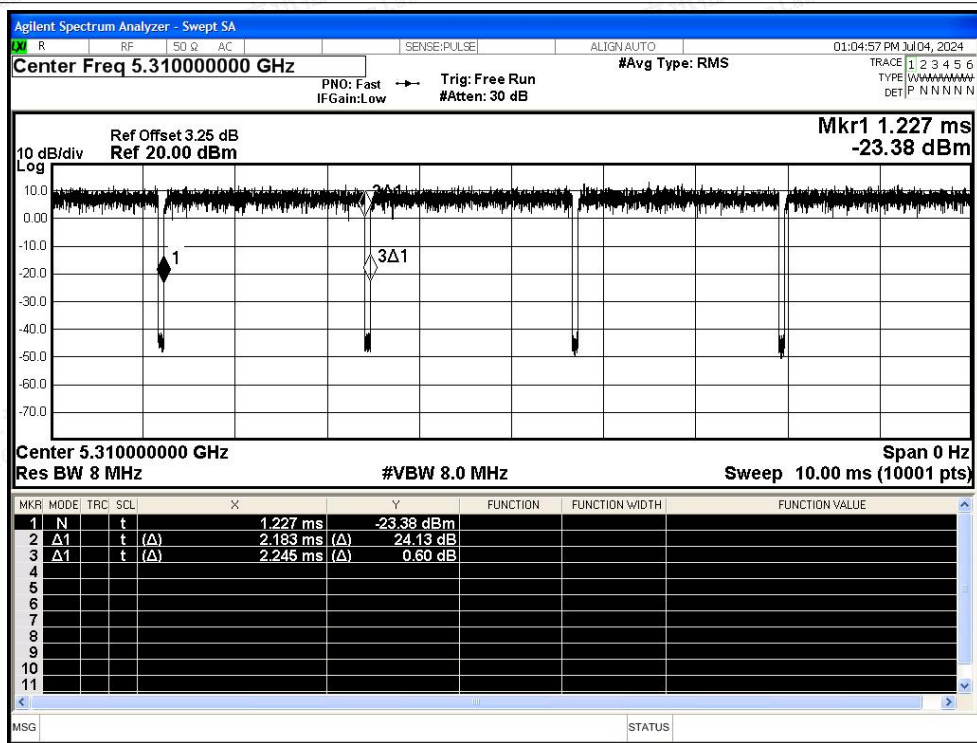 Agilent Spectrum Analyzer - Swept SA
LXI R RF 50 Ω AC SENSE:PULSE ALIGN AUTO 01:04:57 PM Jul 04, 2024
Center Freq 5.310000000 GHz #Avg Type: RMS TRACE 1 2 3 4 5 6
PNO: Fast Trig: Free Run TYPE WWWWWW
IFGain:Low #Atten: 30 dB DET P N N N N N
Mkr1 1.227 ms
Ref Offset 3.25 dB
10 dB/div Ref 20.00 dBm -23.38 dBm
Log
10.0
2Δ1
0.00
-10.0
1
3Δ1
-20.0
-30.0
-40.0
-50.0
-60.0
-70.0
Center 5.310000000 GHz Span 0 Hz
Res BW 8 MHz #VBW 8.0 MHz Sweep 10.00 ms (10001 pts)
MKR MODE TRC SCL X Y FUNCTION FUNCTION WIDTH FUNCTION VALUE
1 N t 1.227 ms -23.38 dBm
2 Δ1 t (Δ) 2.183 ms (Δ) 24.13 dB
3 Δ1 t (Δ) 2.245 ms (Δ) 0.60 dB
4
5
6
7
8
9
10
11
MSG STATUS